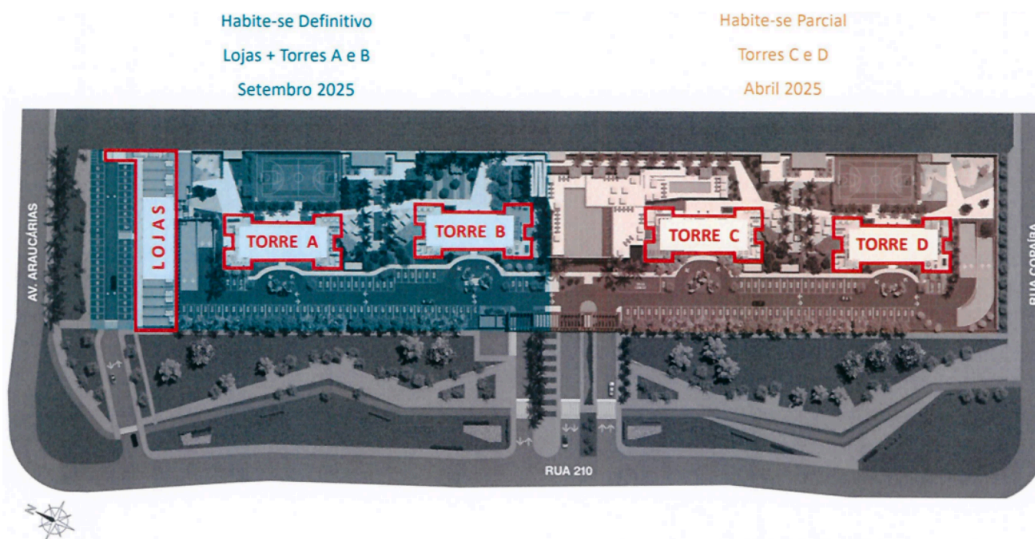 Habite-se Definitivo
Lojas + Torres A e B
Setembro 2025
Habite-se Parcial
Torres C e D
Abril 2025
AV. ARAUCÁRIAS
LOJAS
TORRE A
TORRE B
TORRE C
TORRE D
RUA COPAÍRA
RUA 210
N